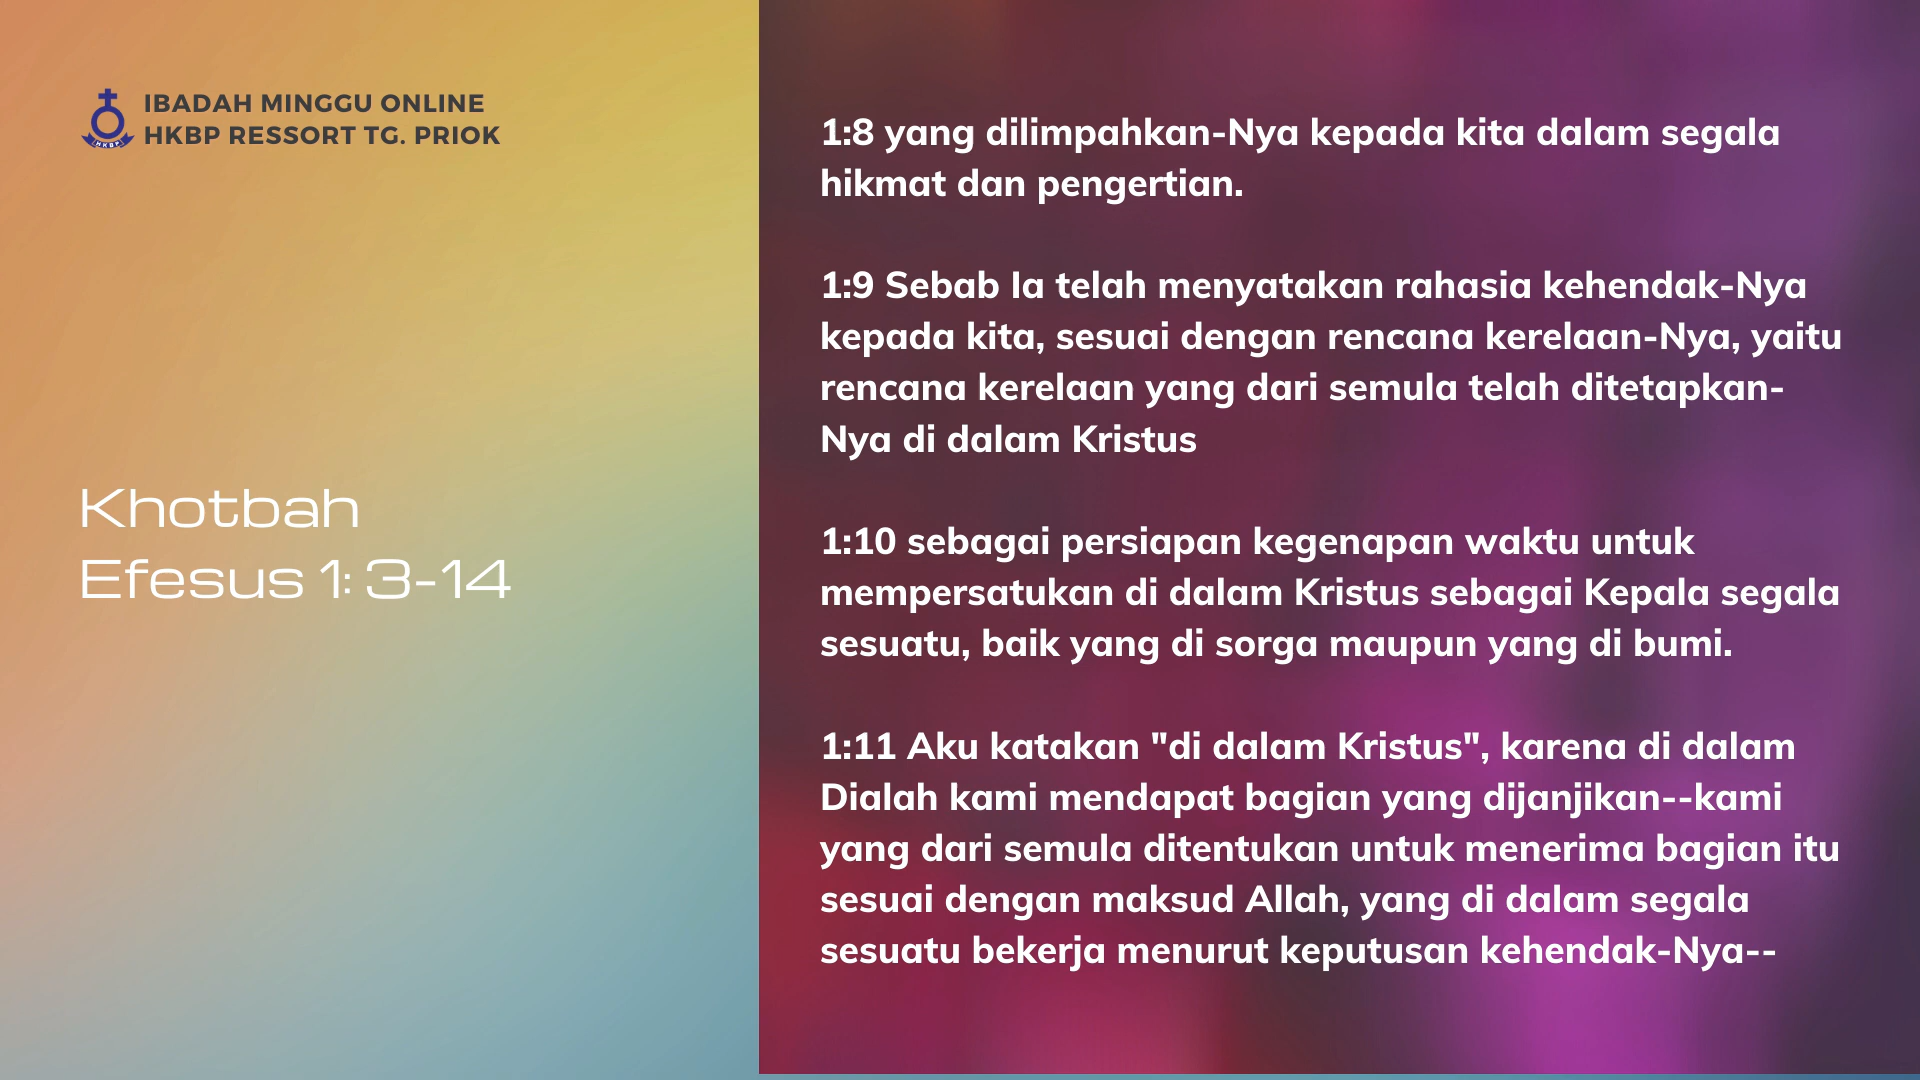 IBADAH MINGGU ONLINE
HKBP RESSORT TG. PRIOK
HKBP
Khotbah
Efesus 1: 3-14
1:8 yang dilimpahkan-Nya kepada kita dalam segala
hikmat dan pengertian.
1:9 Sebab Ia telah menyatakan rahasia kehendak-Nya
kepada kita, sesuai dengan rencana kerelaan-Nya, yaitu
rencana kerelaan yang dari semula telah ditetapkan-
Nya di dalam Kristus
1:10 sebagai persiapan kegenapan waktu untuk
mempersatukan di dalam Kristus sebagai Kepala segala
sesuatu, baik yang di sorga maupun yang di bumi.
1:11 Aku katakan "di dalam Kristus", karena di dalam
Dialah kami mendapat bagian yang dijanjikan--kami
yang dari semula ditentukan untuk menerima bagian itu
sesuai dengan maksud Allah, yang di dalam segala
sesuatu bekerja menurut keputusan kehendak-Nya--